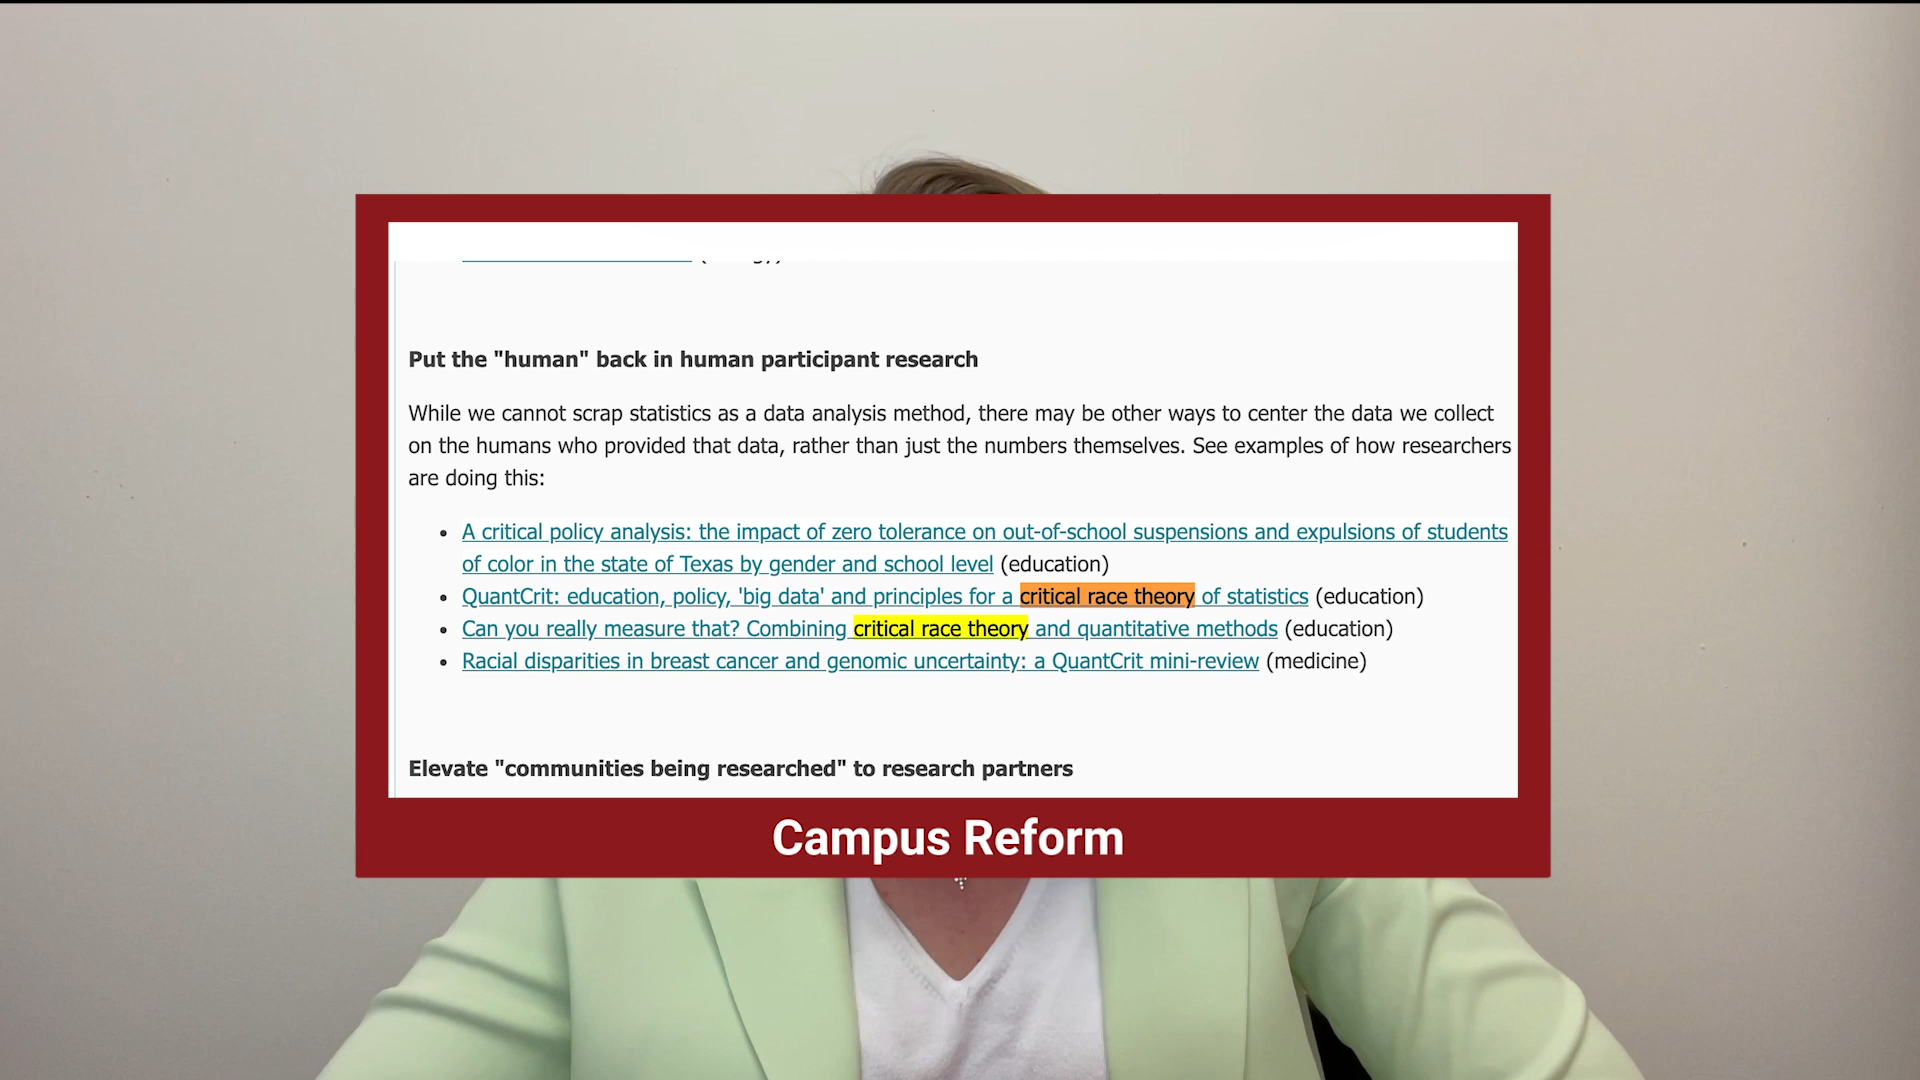 Put the "human" back in human participant research
While we cannot scrap statistics as a data analysis method, there may be other ways to center the data we collect
on the humans who provided that data, rather than just the numbers themselves. See examples of how researchers
are doing this:
• A critical policy analysis: the impact of zero tolerance on out-of-school suspensions and expulsions of students
of color in the state of Texas by gender and school level (education)
• QuantCrit: education, policy, 'big data' and principles for a critical race theory of statistics (education)
• Can you really measure that? Combining critical race theory and quantitative methods (education)
• Racial disparities in breast cancer and genomic uncertainty: a QuantCrit mini-review (medicine)
Elevate "communities being researched" to research partners
Campus Reform